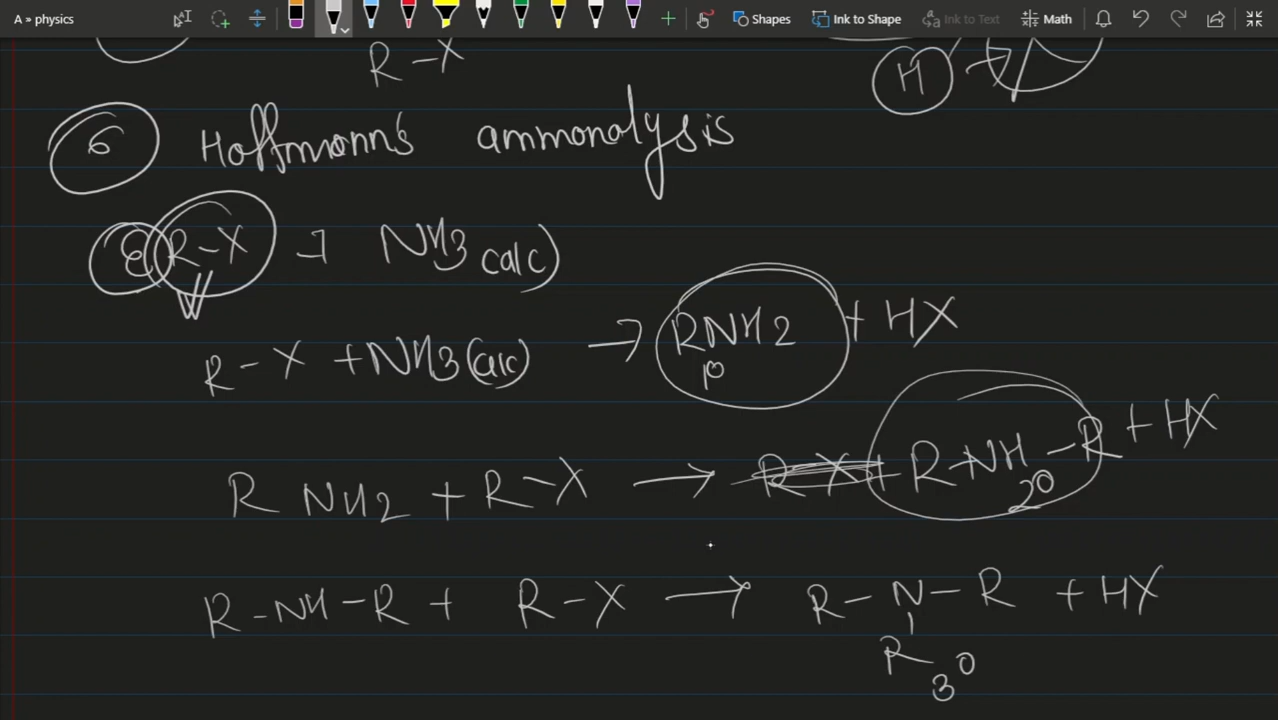 A » physics
Shapes
Ink to Shape
Ink to Text
Math
R-X
H
6 Hoffmann's ammonalysis
R-X → NH3 (alc)
R-X + NH3 (alc) → RNH2 + HX
1°
R NH2 + R-X → R-NH-R + HX
2°
R-NH-R + R-X → R-N-R + HX
R
3°